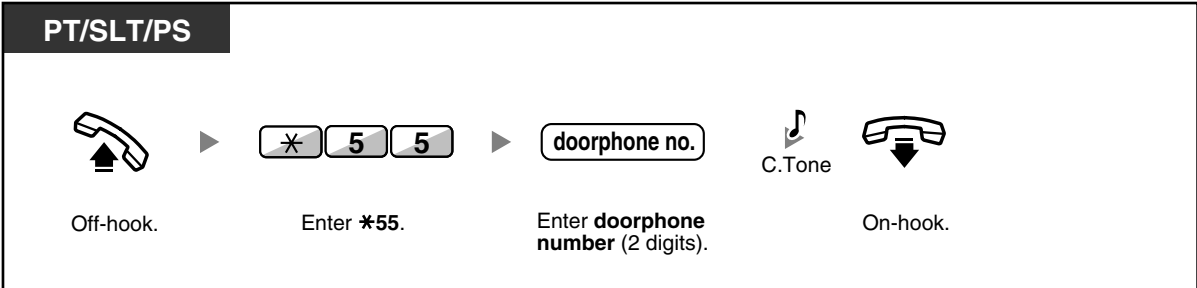 PT/SLT/PS
* 5 5
doorphone no.
C.Tone
Off-hook.
Enter *55.
Enter doorphone
number (2 digits).
On-hook.